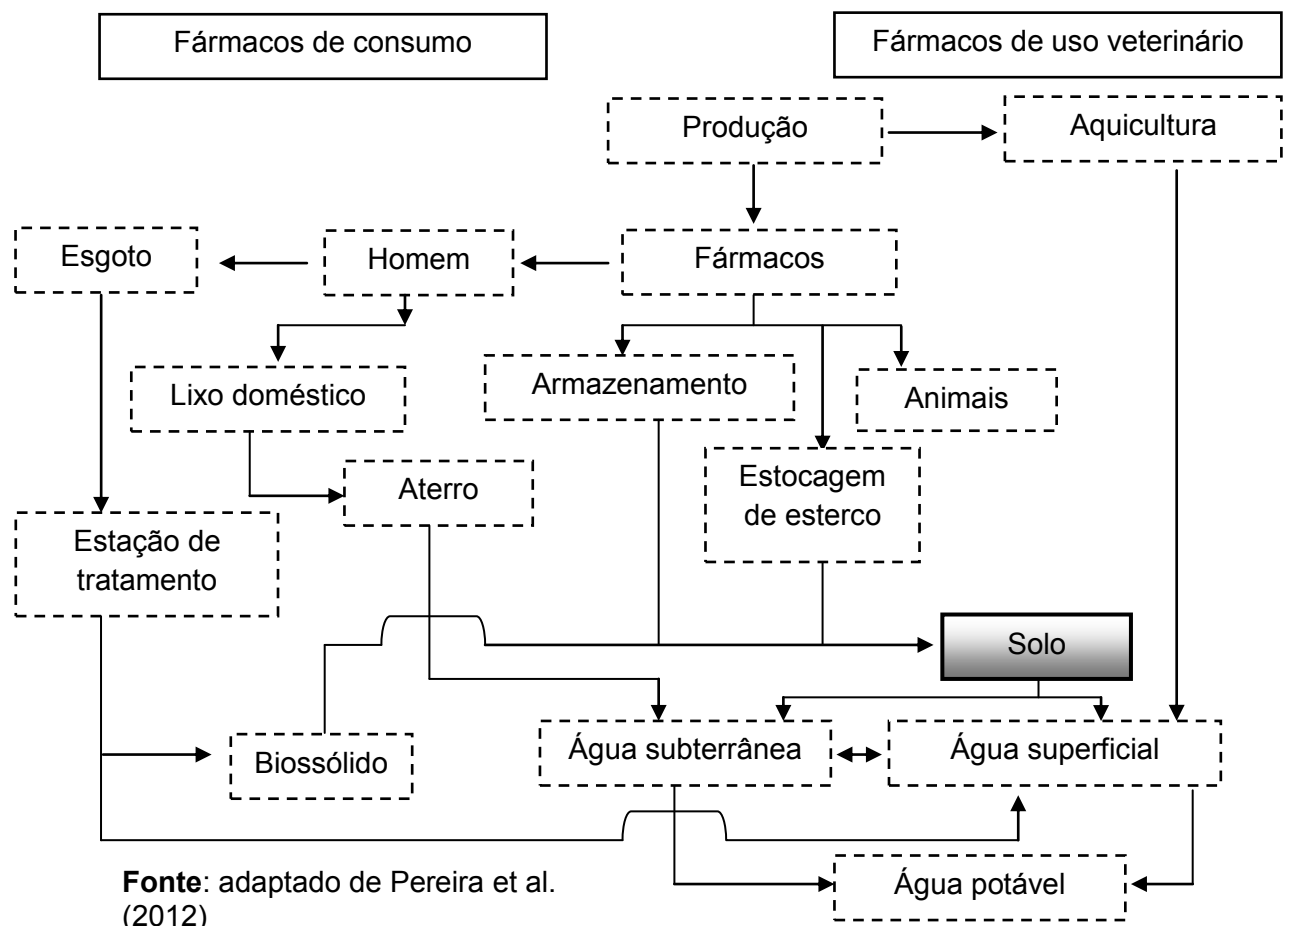 Fármacos de consumo
Fármacos de uso veterinário
Produção
Aquicultura
Esgoto
Homem
Fármacos
Lixo doméstico
Armazenamento
Animais
Aterro
Estocagem
de esterco
Estação de
tratamento
Solo
Biossólido
Água subterrânea
Água superficial
Água potável
Fonte: adaptado de Pereira et al.
(2012)